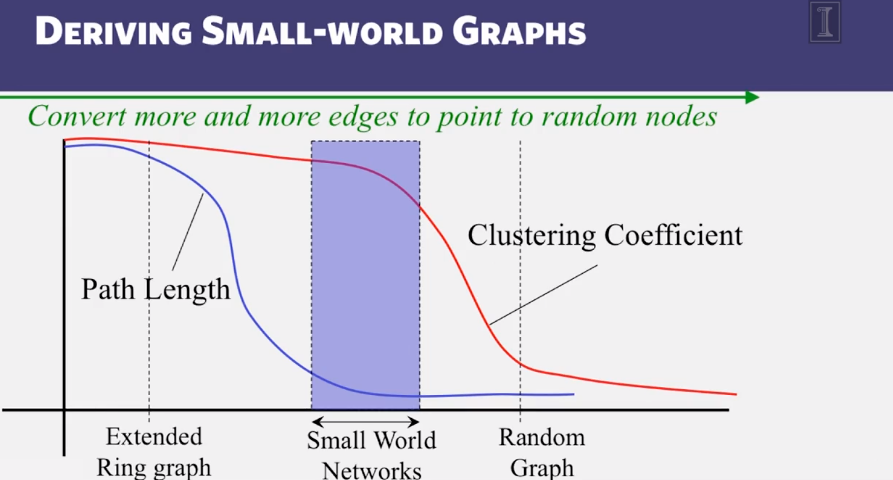 DERIVING SMALL-WORLD GRAPHS
I
Convert more and more edges to point to random nodes
Clustering Coefficient
Path Length
Extended
Ring graph
Small World
Networks
Random
Graph